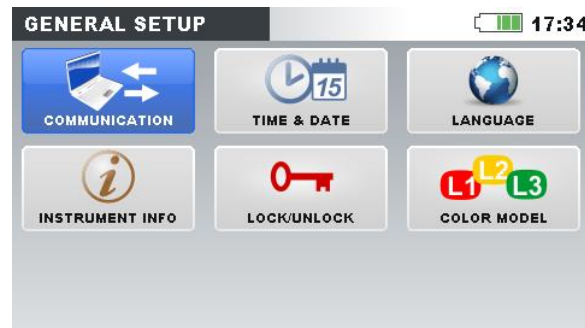 GENERAL SETUP 17:34
15
COMMUNICATION TIME & DATE LANGUAGE
i L1 L2 L3
INSTRUMENT INFO LOCK/UNLOCK COLOR MODEL